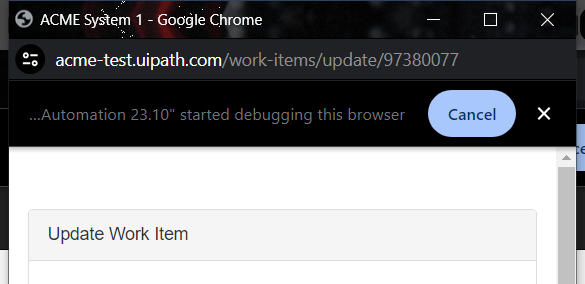 ACME System 1 - Google Chrome
acme-test.uipath.com/work-items/update/97380077
...Automation 23.10" started debugging this browser
Cancel
Update Work Item